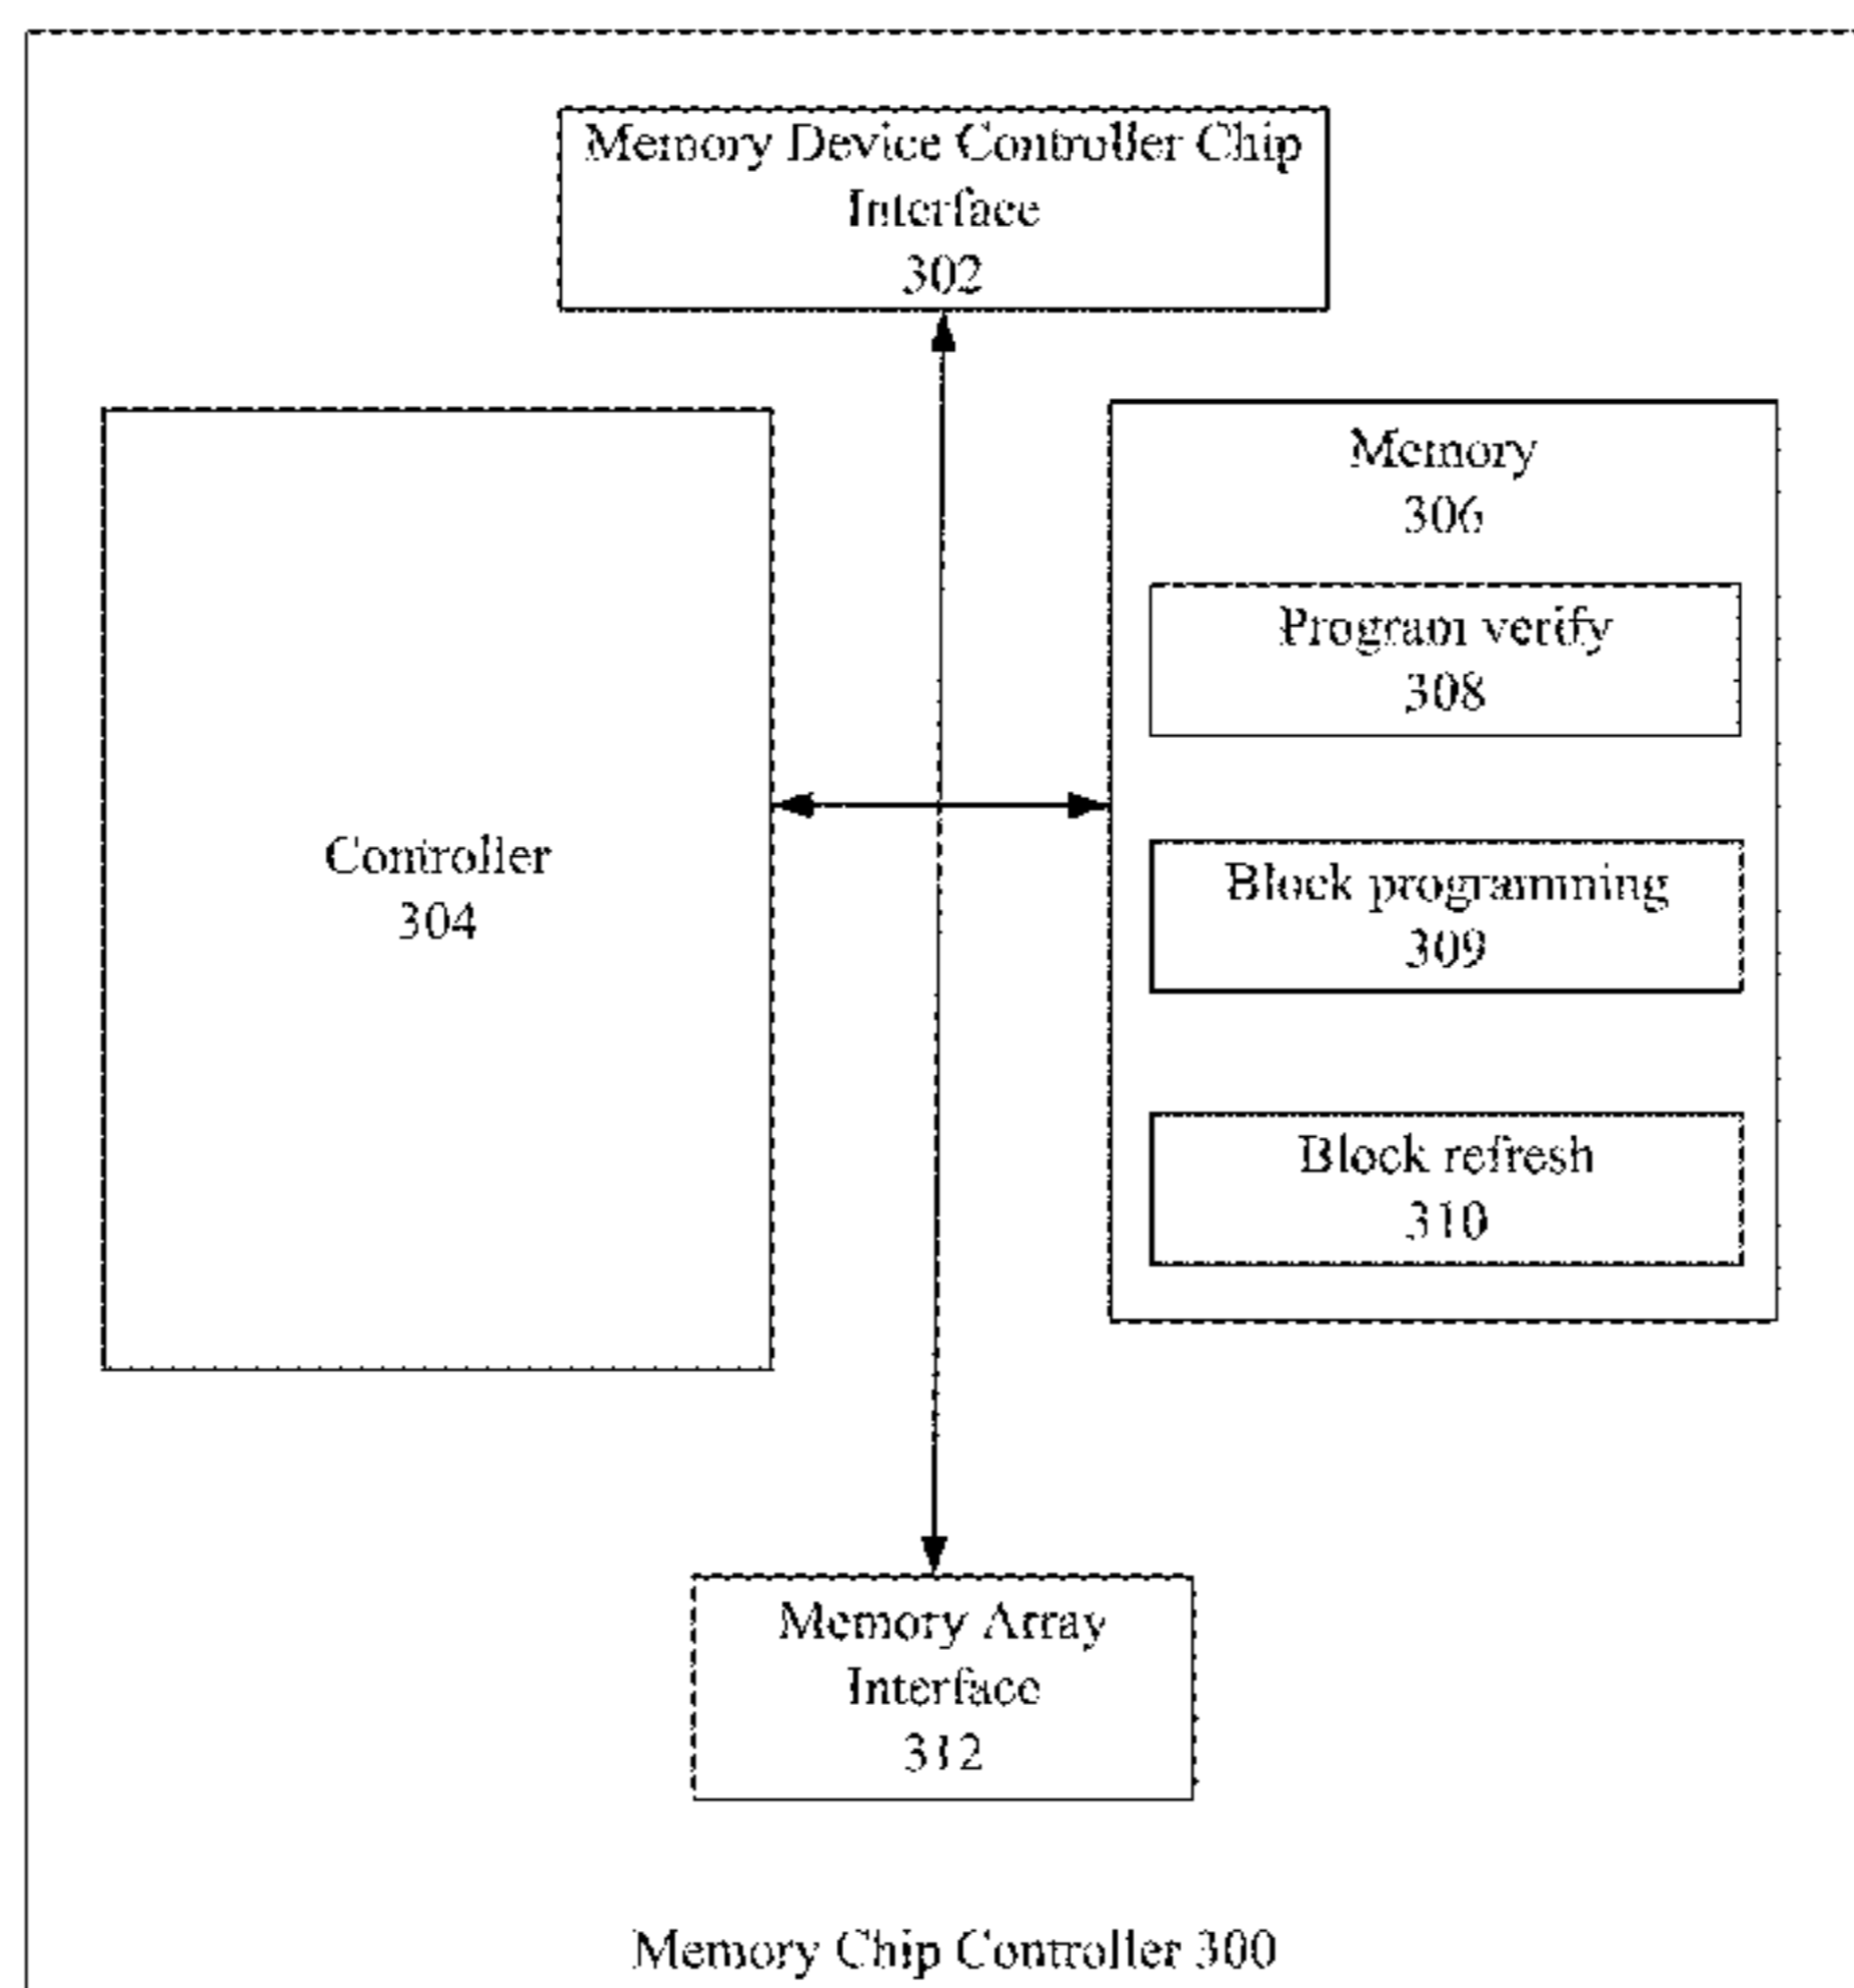 Memory Device Controller Chip
Interface
302
Controller
304
Memory
306
Program verify
308
Block programming
309
Block refresh
310
Memory Array
Interface
312
Memory Chip Controller 300